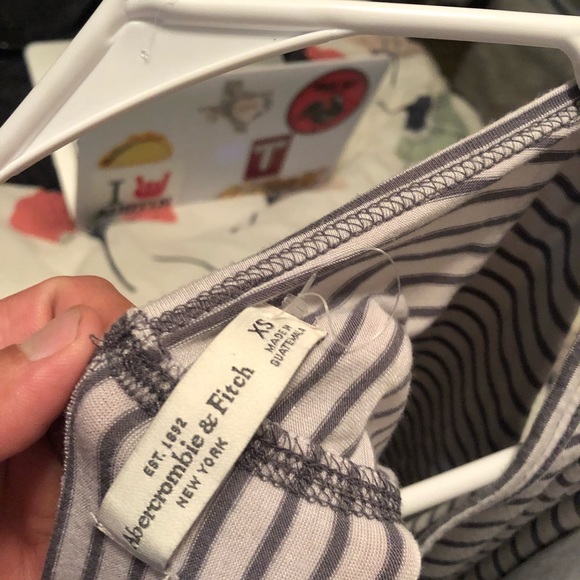 XS
MADE IN
GUATEMALA
EST. 1892
Abercrombie & Fitch
NEW YORK
I